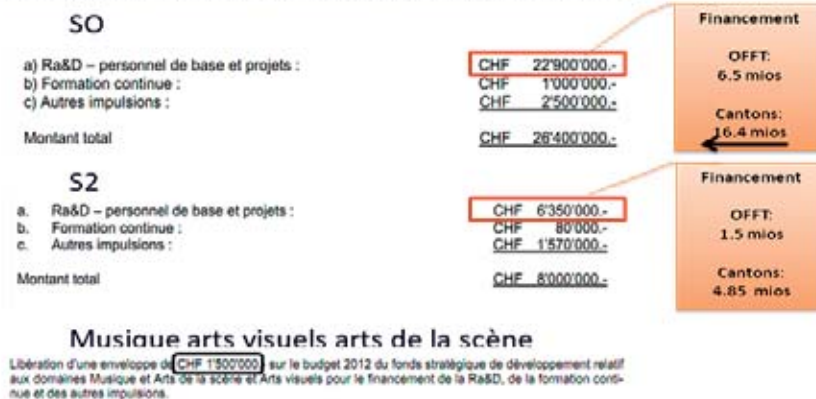 SO
a) Ra&D – personnel de base et projets : CHF 22'900'000.-
b) Formation continue : CHF 1'000'000.-
c) Autres impulsions : CHF 2'500'000.-
Montant total CHF 26'400'000.-
Financement
OFFT:
6.5 mios
Cantons:
16.4 mios
S2
a. Ra&D – personnel de base et projets : CHF 6'350'000.-
b. Formation continue : CHF 80'000.-
c. Autres impulsions : CHF 1'570'000.-
Montant total CHF 8'000'000.-
Financement
OFFT:
1.5 mios
Cantons:
4.85 mios
Musique arts visuels arts de la scène
Libération d'une enveloppe de CHF 1'500'000. sur le budget 2012 du fonds stratégique de développement relatif
aux domaines Musique et Arts de la scène et Arts visuels pour le financement de la Ra&D, de la formation conti-
nue et des autres impulsions.